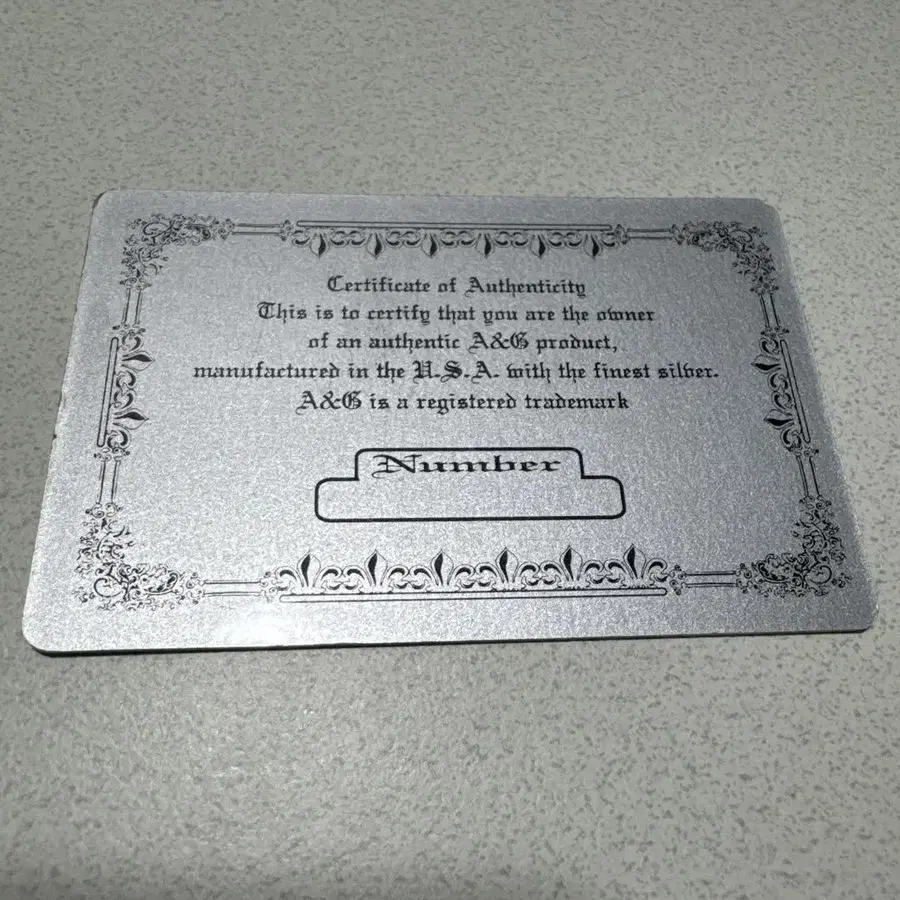 Certificate of Authenticity
This is to certify that you are the owner
of an authentic A&G product,
manufactured in the U.S.A. with the finest silver.
A&G is a registered trademark
Number